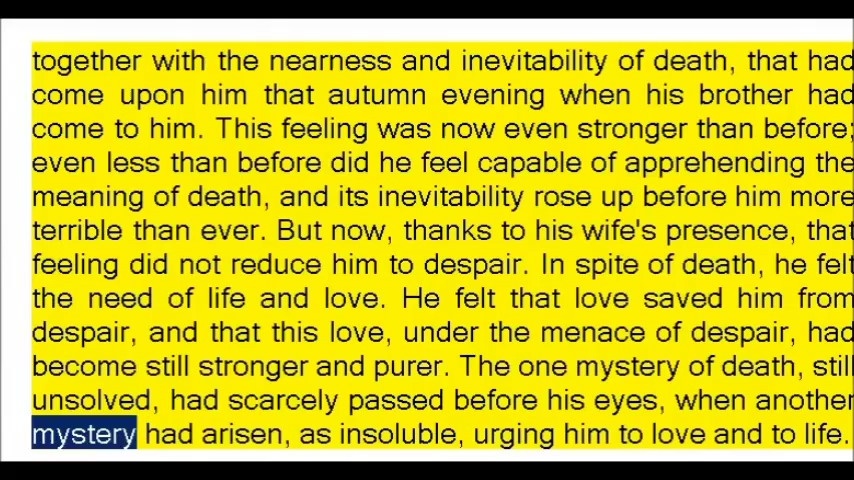 together with the nearness and inevitability of death, that had
come upon him that autumn evening when his brother had
come to him. This feeling was now even stronger than before;
even less than before did he feel capable of apprehending the
meaning of death, and its inevitability rose up before him more
terrible than ever. But now, thanks to his wife's presence, that
feeling did not reduce him to despair. In spite of death, he felt
the need of life and love. He felt that love saved him from
despair, and that this love, under the menace of despair, had
become still stronger and purer. The one mystery of death, still
unsolved, had scarcely passed before his eyes, when another
mystery had arisen, as insoluble, urging him to love and to life.